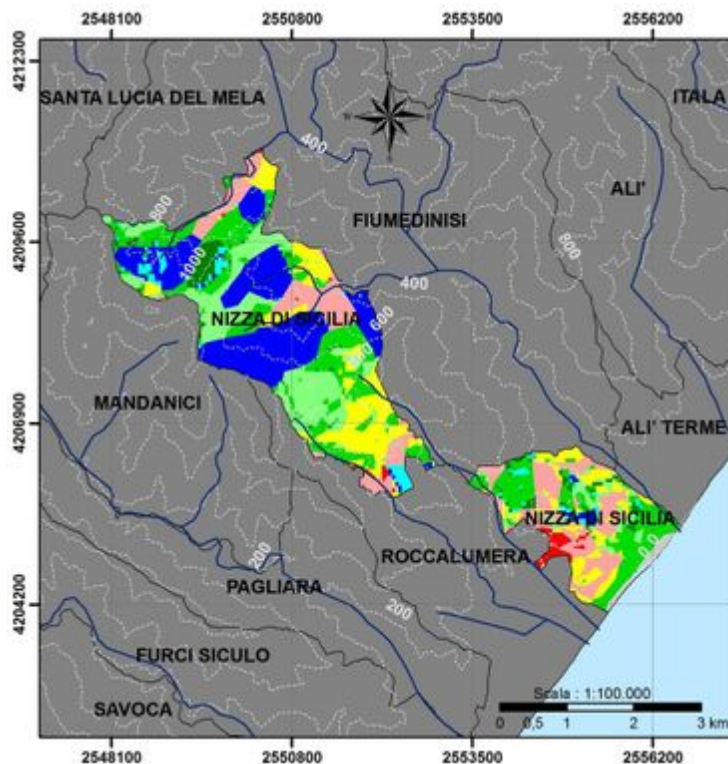 2548100 2550800 2553500 2556200
4212300
SANTA LUCIA DEL MELA
ITALA
400
ALI'
FIUMEDINISI
800
800
4209600
1000
400
600
NIZZA DI SICILIA
MANDANICI
4206900
ALI' TERME
NIZZA DI SICILIA
0.0
ROCCALUMERA
200
PAGLIARA
200
4204200
FURCI SICULO
SAVOCA
Scala : 1:100.000
0 0,5 1 2 3 km
2548100 2550800 2553500 2556200